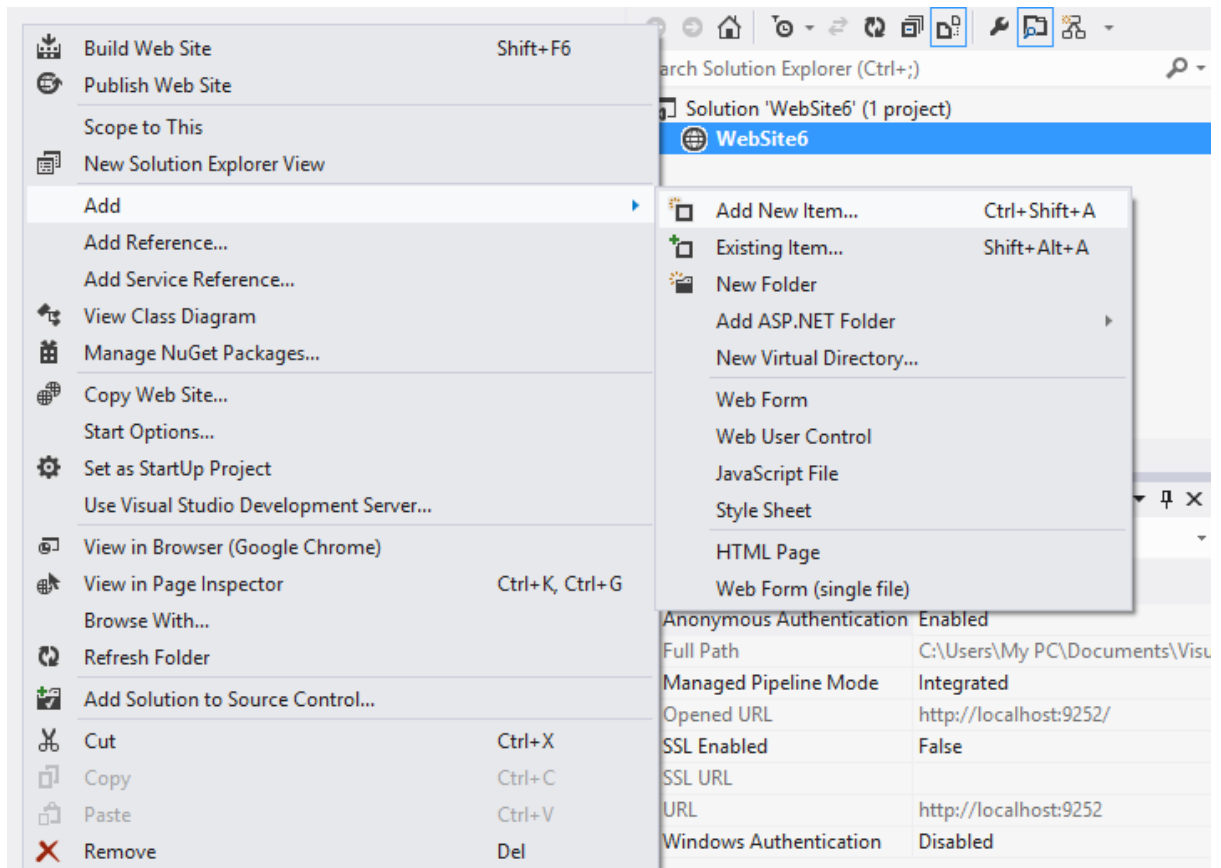 Build Web Site Shift+F6
Publish Web Site
Scope to This
New Solution Explorer View
Add
Add Reference...
Add Service Reference...
View Class Diagram
Manage NuGet Packages...
Copy Web Site...
Start Options...
Set as StartUp Project
Use Visual Studio Development Server...
View in Browser (Google Chrome)
View in Page Inspector Ctrl+K, Ctrl+G
Browse With...
Refresh Folder
Add Solution to Source Control...
Cut Ctrl+X
Copy Ctrl+C
Paste Ctrl+V
Remove Del
arch Solution Explorer (Ctrl+;)
Solution 'WebSite6' (1 project)
WebSite6
Add New Item... Ctrl+Shift+A
Existing Item... Shift+Alt+A
New Folder
Add ASP.NET Folder
New Virtual Directory...
Web Form
Web User Control
JavaScript File
Style Sheet
HTML Page
Web Form (single file)
Anonymous Authentication Enabled
Full Path C:\Users\My PC\Documents\Visu
Managed Pipeline Mode Integrated
Opened URL http://localhost:9252/
SSL Enabled False
SSL URL
URL http://localhost:9252
Windows Authentication Disabled